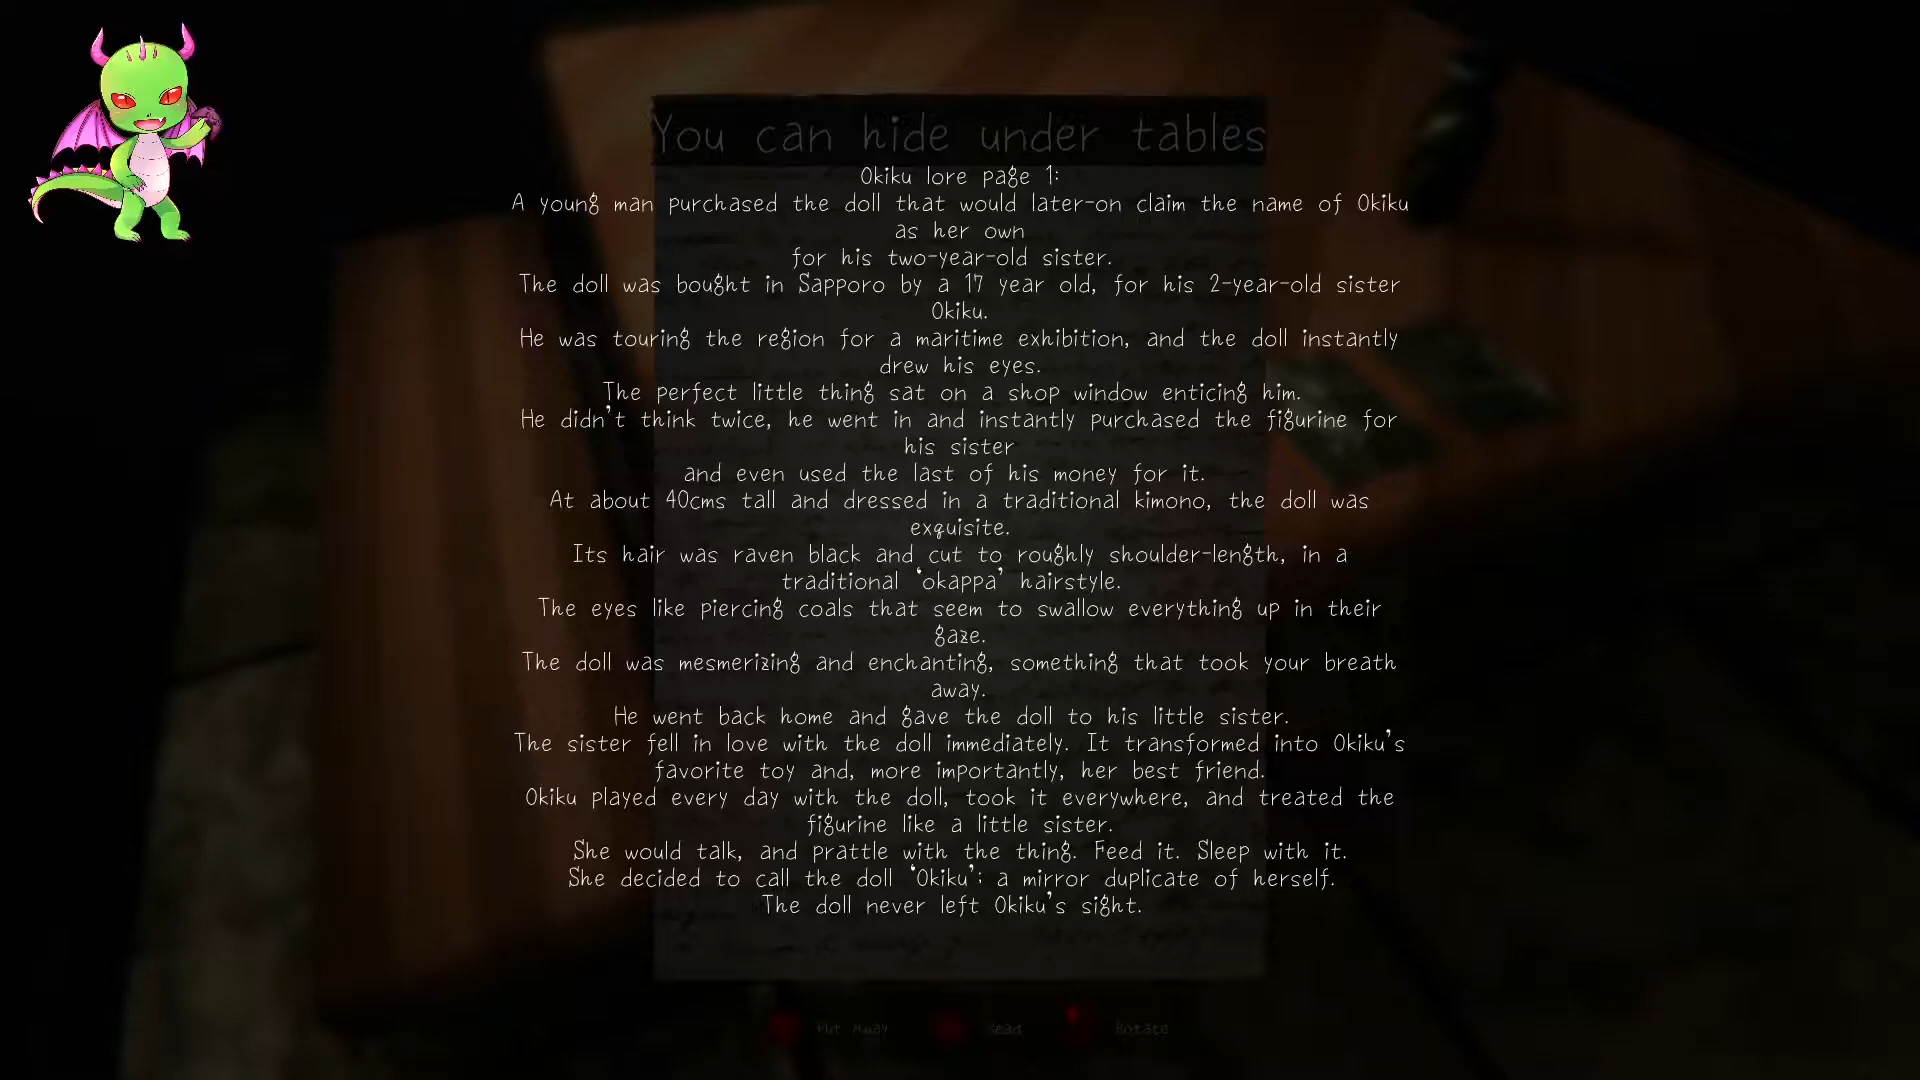 You can hide under tables
Okiku lore page 1:
A young man purchased the doll that would later-on claim the name of Okiku
as her own
for his two-year-old sister.
The doll was bought in Sapporo by a 17 year old, for his 2-year-old sister
Okiku.
He was touring the region for a maritime exhibition, and the doll instantly
drew his eyes.
The perfect little thing sat on a shop window enticing him.
He didn't think twice, he went in and instantly purchased the figurine for
his sister
and even used the last of his money for it.
At about 40cms tall and dressed in a traditional kimono, the doll was
exquisite.
Its hair was raven black and cut to roughly shoulder-length, in a
traditional 'okappa' hairstyle.
The eyes like piercing coals that seem to swallow everything up in their
gaze.
The doll was mesmerizing and enchanting, something that took your breath
away.
He went back home and gave the doll to his little sister.
The sister fell in love with the doll immediately. It transformed into Okiku's
favorite toy and, more importantly, her best friend.
Okiku played every day with the doll, took it everywhere, and treated the
figurine like a little sister.
She would talk, and prattle with the thing. Feed it. Sleep with it.
She decided to call the doll 'Okiku'; a mirror duplicate of herself.
The doll never left Okiku's sight.
Put Away Read Rotate